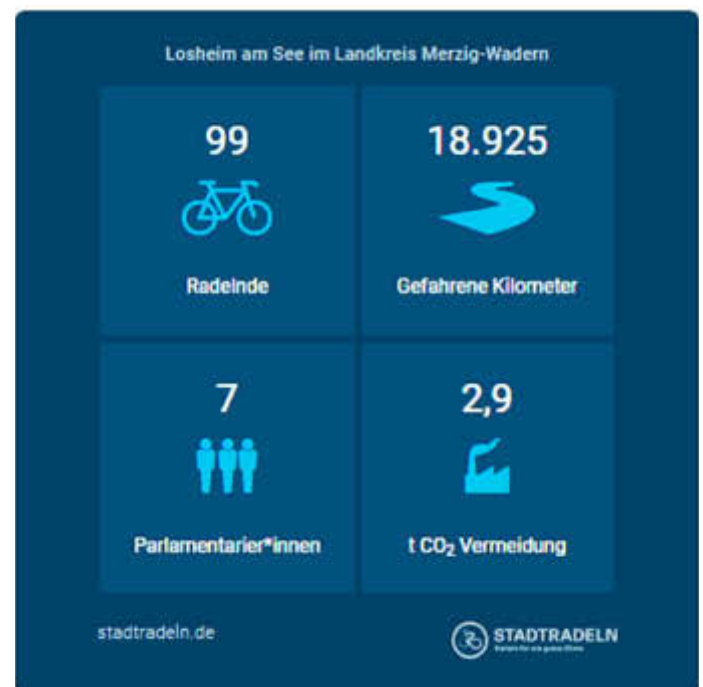 Losheim am See im Landkreis Merzig-Wadern
99
18.925
Radelnde
Gefahrene Kilometer
7
2,9
Parlamentarier*innen
t CO₂ Vermeidung
stadtradeln.de
STADTRADELN